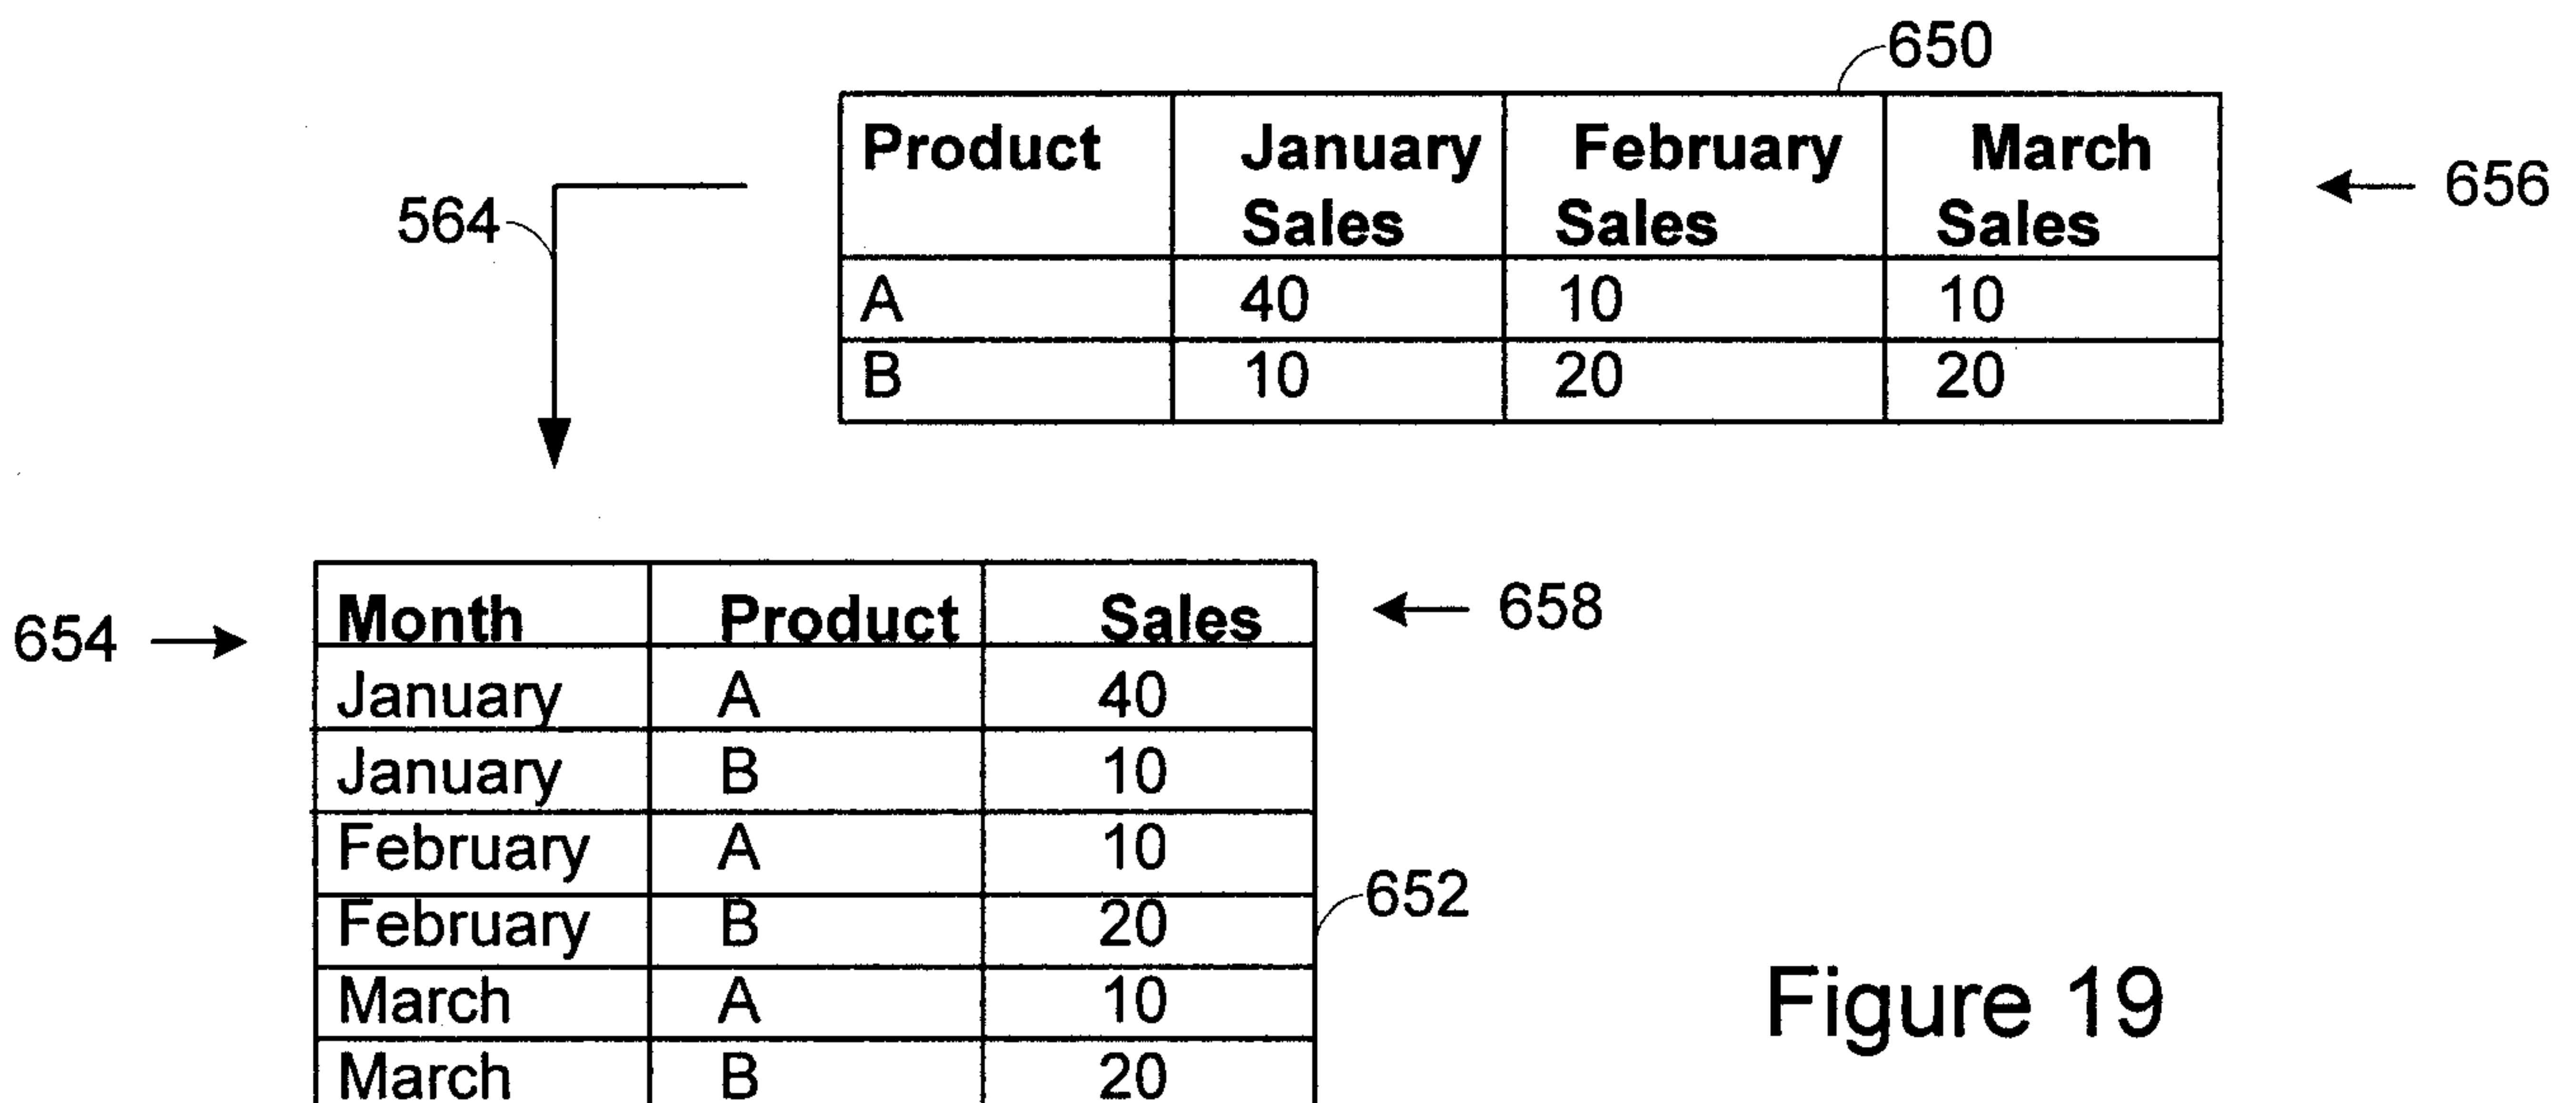 650
Product January February March
Sales Sales Sales
656
564
A 40 10 10
B 10 20 20
654
Month Product Sales
658
January A 40
January B 10
February A 10
652
February B 20
March A 10
March B 20
Figure 19